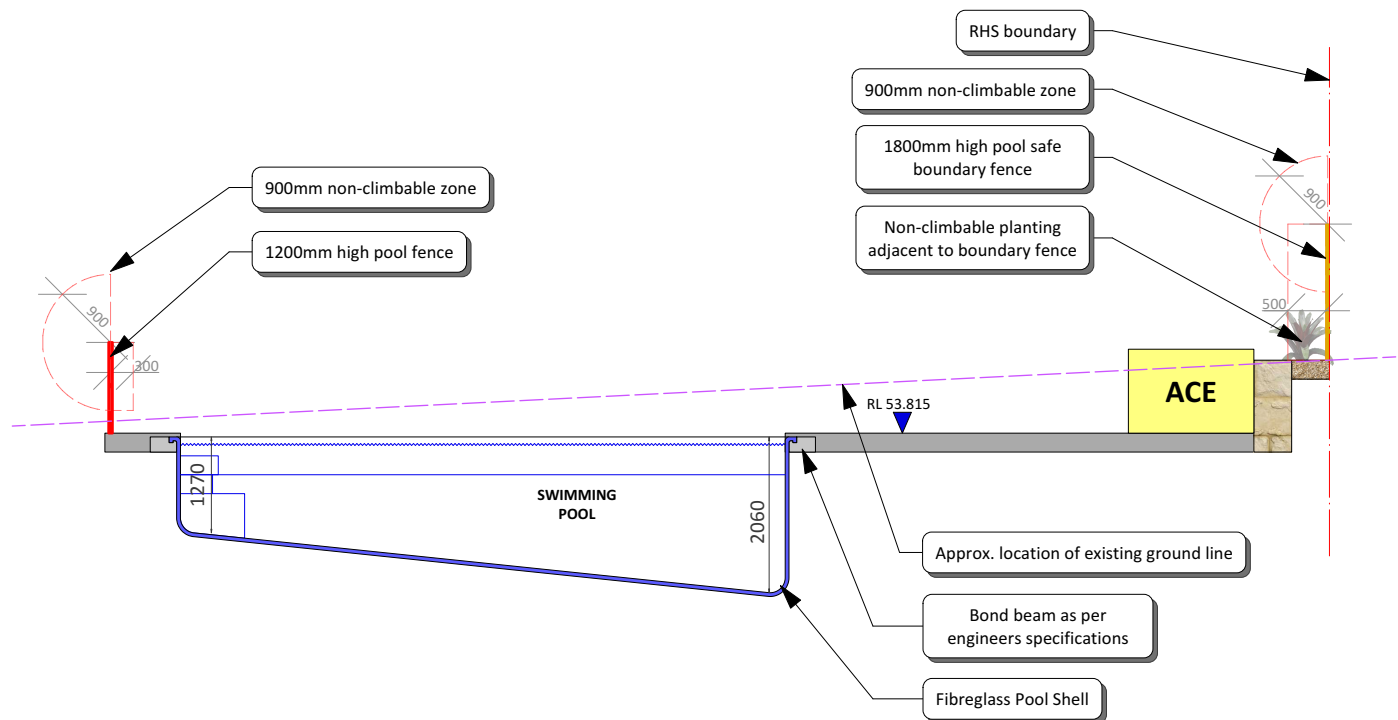 RHS boundary
900mm non-climbable zone
1800mm high pool safe
boundary fence
Non-climbable planting
adjacent to boundary fence
900mm non-climbable zone
1200mm high pool fence
900
300
900
500
ACE
RL 53.815
1270
SWIMMING
POOL
2060
Approx. location of existing ground line
Bond beam as per
engineers specifications
Fibreglass Pool Shell